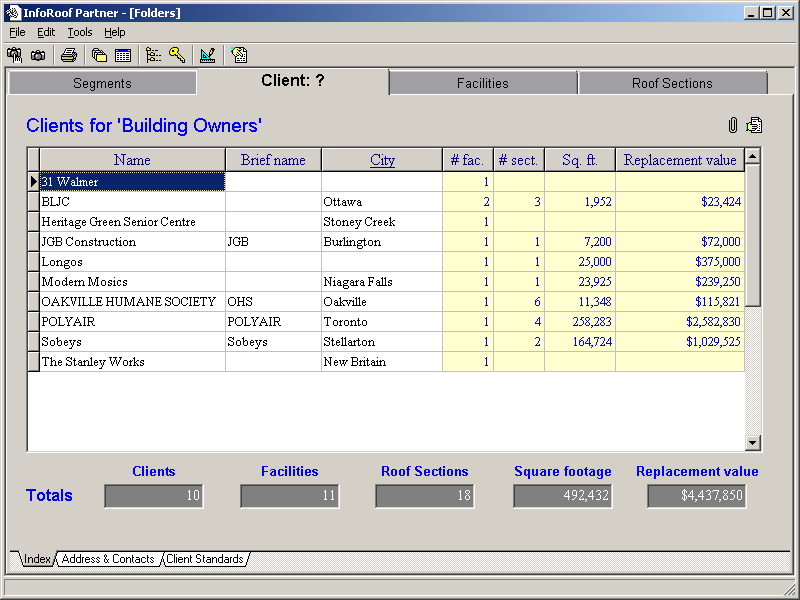 InfoRoof Partner - [Folders]
File Edit Tools Help
Segments Client: ? Facilities Roof Sections
Clients for 'Building Owners'
Name Brief name City # fac. # sect. Sq. ft. Replacement value
31 Walmer 1
BLJC Ottawa 2 3 1,952 $23,424
Heritage Green Senior Centre Stoney Creek 1
JGB Construction JGB Burlington 1 1 7,200 $72,000
Longos 1 1 25,000 $375,000
Modern Mosics Niagara Falls 1 1 23,925 $239,250
OAKVILLE HUMANE SOCIETY OHS Oakville 1 6 11,348 $115,821
POLYAIR POLYAIR Toronto 1 4 258,283 $2,582,830
Sobeys Sobeys Stellarton 1 2 164,724 $1,029,525
The Stanley Works New Britain 1
Clients Facilities Roof Sections Square footage Replacement value
Totals 10 11 18 492,432 $4,437,850
Index Address & Contacts Client Standards